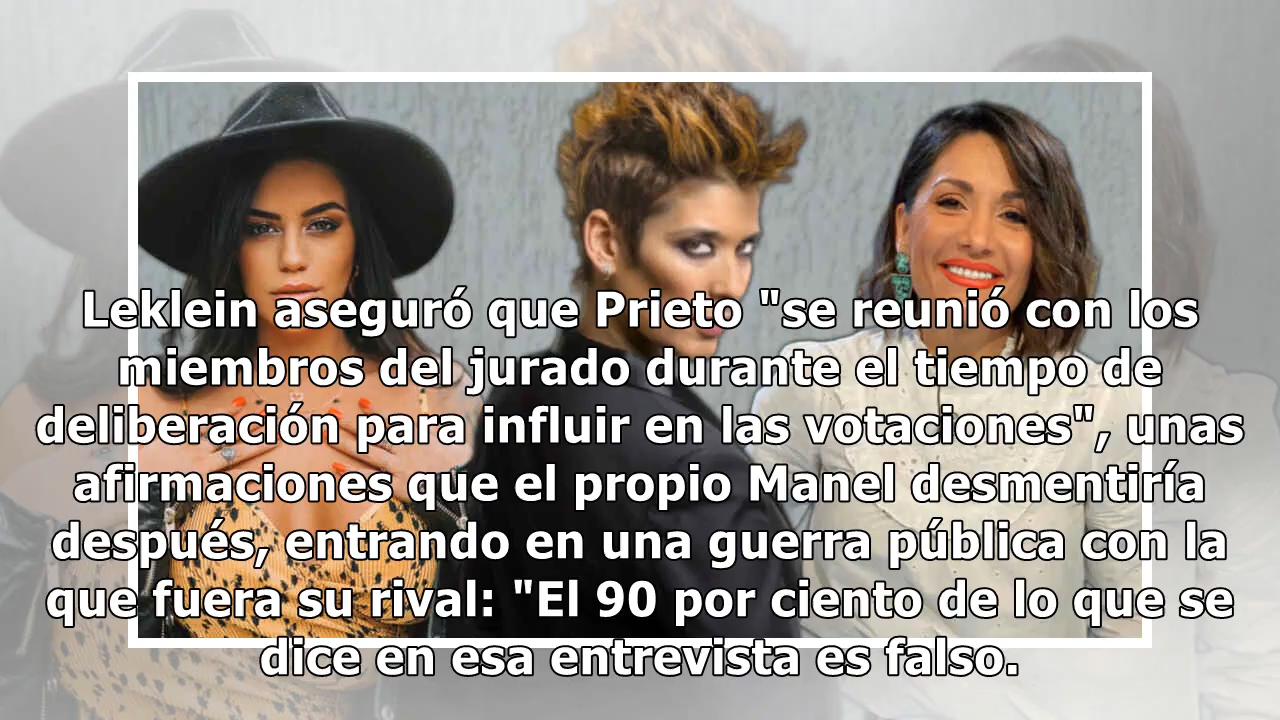 Leklein aseguró que Prieto "se reunió con los
miembros del jurado durante el tiempo de
deliberación para influir en las votaciones", unas
afirmaciones que el propio Manel desmentiría
después, entrando en una guerra pública con la
que fuera su rival: "El 90 por ciento de lo que se
dice en esa entrevista es falso.